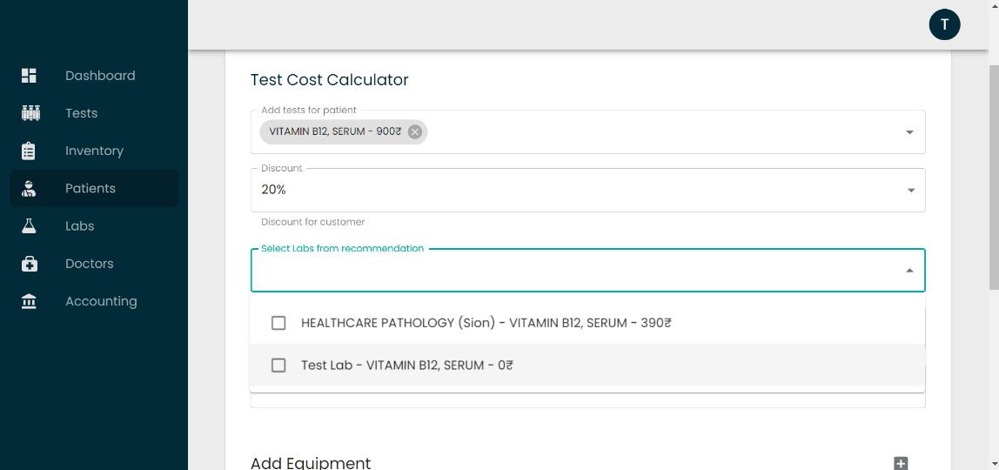 T
Dashboard
Tests
Inventory
Patients
Labs
Doctors
Accounting
Test Cost Calculator
Add tests for patient
VITAMIN B12, SERUM - 900₹
Discount
20%
Discount for customer
Select Labs from recommendation
HEALTHCARE PATHOLOGY (Sion) - VITAMIN B12, SERUM - 390₹
Test Lab - VITAMIN B12, SERUM - 0₹
Add Equipment